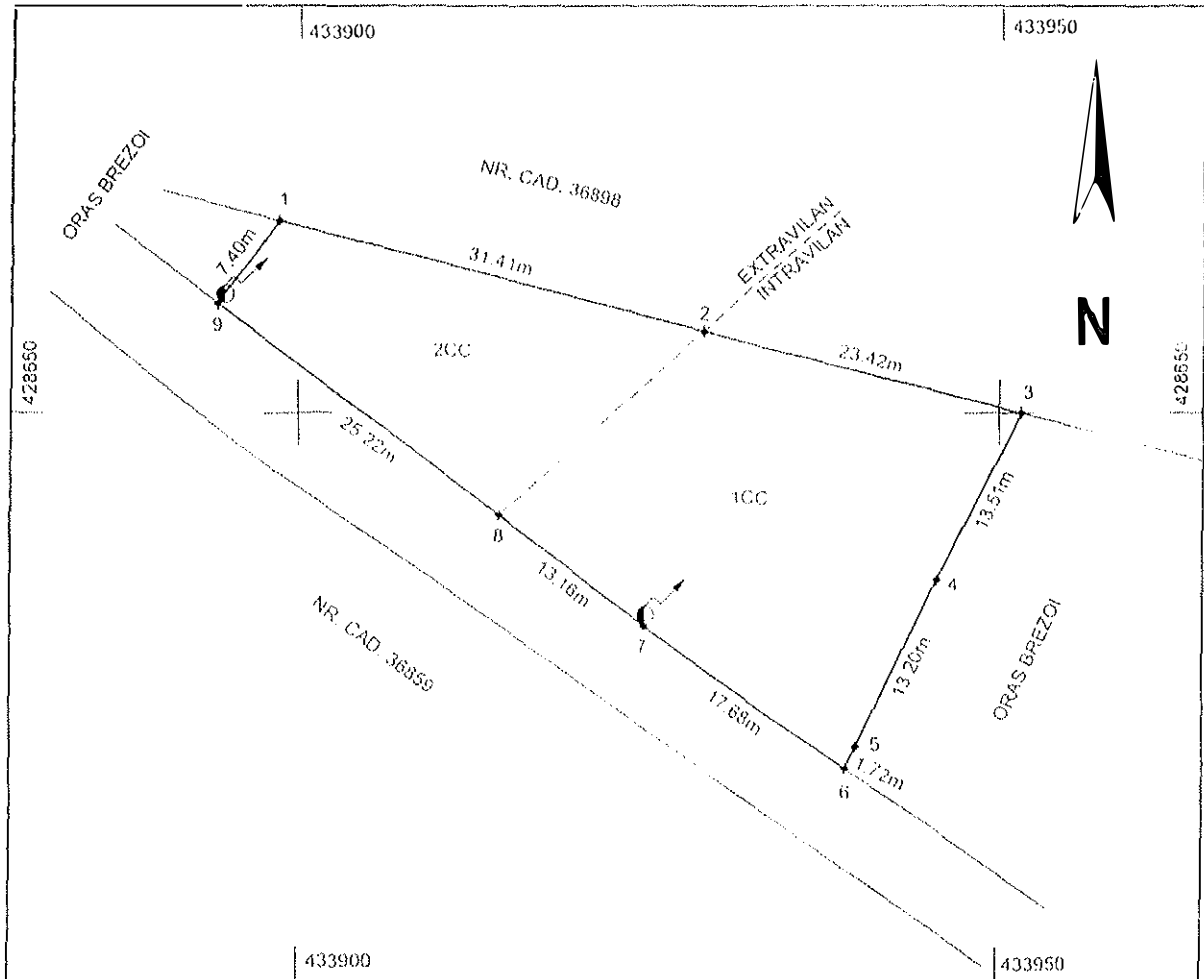 433900
433950
ORAS BREZOI
NR. CAD. 36898
1
7.40m
31.41m
EXTRAVILAN
INTRAVILAN
N
9
2CC
2
23.42m
3
428550
428550
25.22m
8
1CC
13.51m
13.16m
4
7
13.20m
ORAS BREZOI
NR. CAD. 36859
17.68m
5
1.72m
6
433900
433950